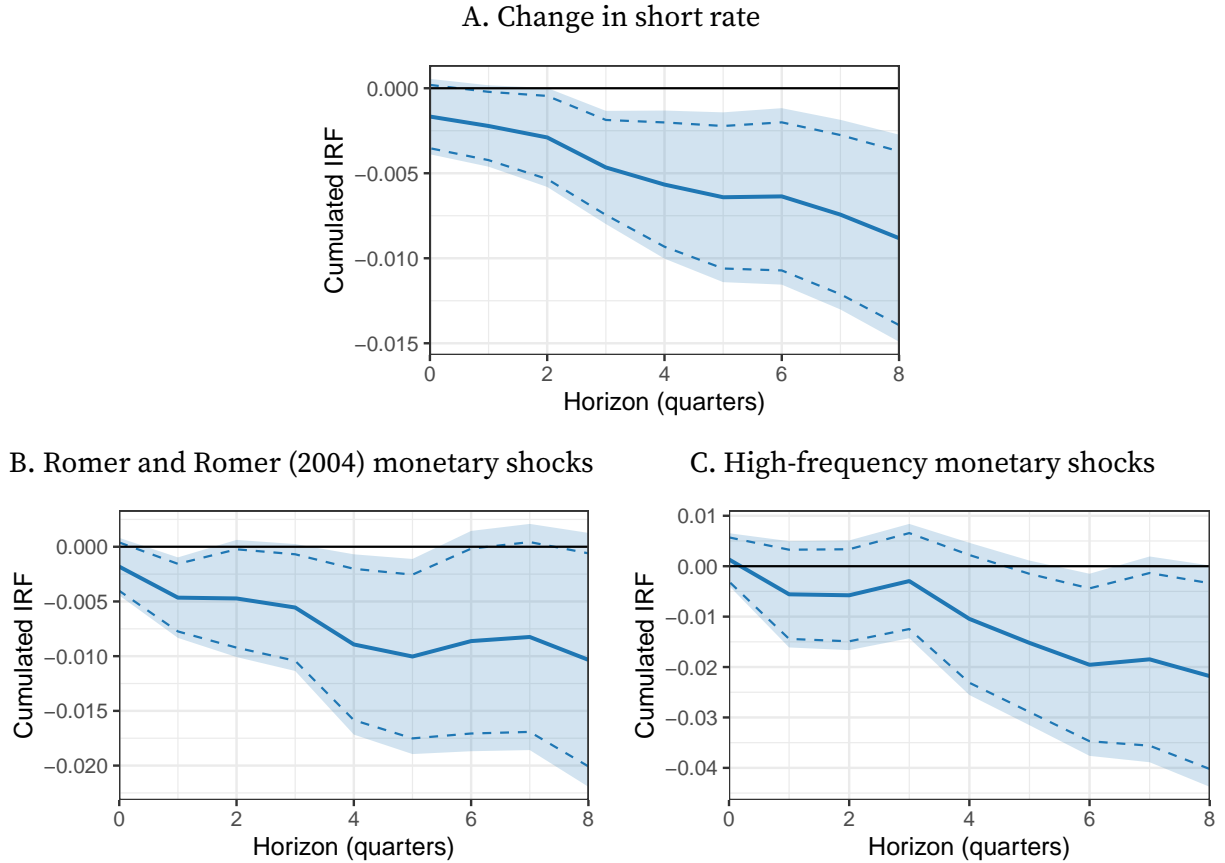 A. Change in short rate
0.000
−0.005
−0.010
−0.015
Cumulated IRF
0 2 4 6 8
Horizon (quarters)
B. Romer and Romer (2004) monetary shocks
0.000
−0.005
−0.010
−0.015
−0.020
Cumulated IRF
0 2 4 6 8
Horizon (quarters)
C. High-frequency monetary shocks
0.01
0.00
−0.01
−0.02
−0.03
−0.04
Cumulated IRF
0 2 4 6 8
Horizon (quarters)